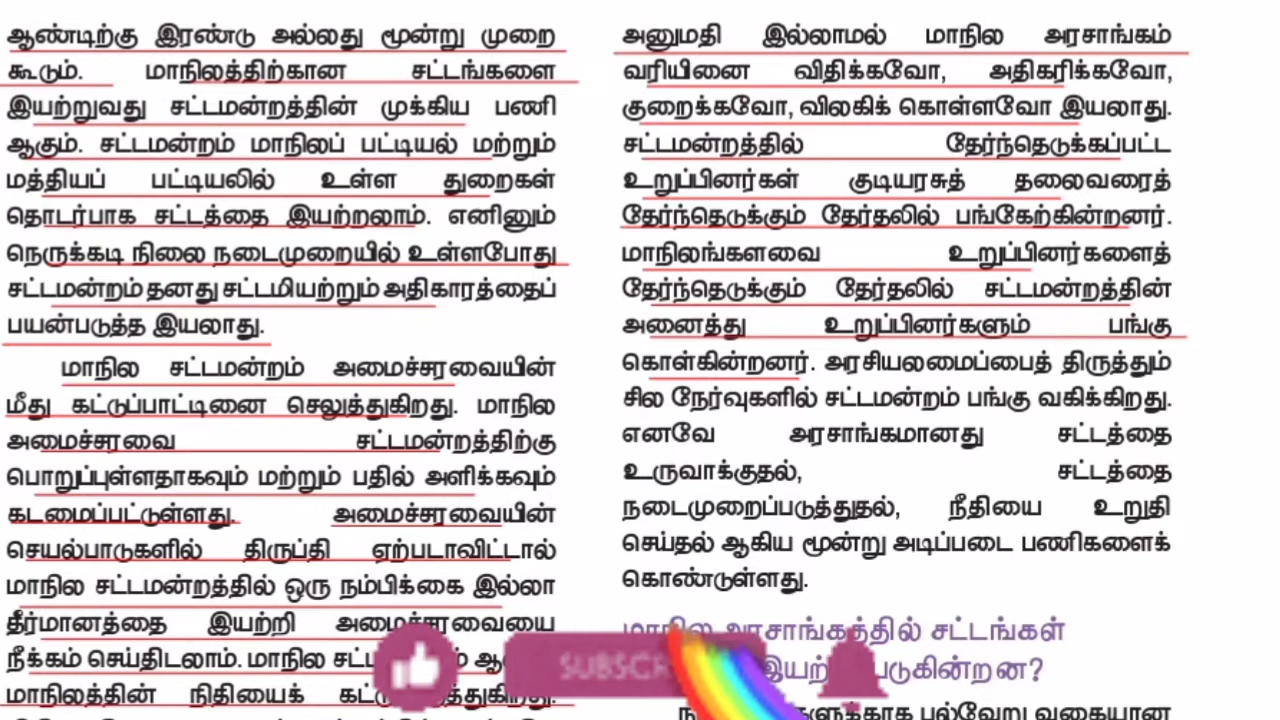 ஆண்டிற்கு இரண்டு அல்லது மூன்று முறை
கூடும். மாநிலத்திற்கான சட்டங்களை
இயற்றுவது சட்டமன்றத்தின் முக்கிய பணி
ஆகும். சட்டமன்றம் மாநிலப் பட்டியல் மற்றும்
மத்தியப் பட்டியலில் உள்ள துறைகள்
தொடர்பாக சட்டத்தை இயற்றலாம். எனினும்
நெருக்கடி நிலை நடைமுறையில் உள்ளபோது
சட்டமன்றம் தனது சட்டமியற்றும் அதிகாரத்தைப்
பயன்படுத்த இயலாது.
மாநில சட்டமன்றம் அமைச்சரவையின்
மீது கட்டுப்பாட்டினை செலுத்துகிறது. மாநில
அமைச்சரவை சட்டமன்றத்திற்கு
பொறுப்புள்ளதாகவும் மற்றும் பதில் அளிக்கவும்
கடமைப்பட்டுள்ளது. அமைச்சரவையின்
செயல்பாடுகளில் திருப்தி ஏற்படாவிட்டால்
மாநில சட்டமன்றத்தில் ஒரு நம்பிக்கை இல்லா
தீர்மானத்தை இயற்றி அமைச்சரவையை
நீக்கம் செய்திடலாம். மாநில
மாநிலத்தின் நிதியைக்
அனுமதி இல்லாமல் மாநில அரசாங்கம்
வரியினை விதிக்கவோ, அதிகரிக்கவோ,
குறைக்கவோ, விலகிக் கொள்ளவோ இயலாது.
சட்டமன்றத்தில் தேர்ந்தெடுக்கப்பட்ட
உறுப்பினர்கள் குடியரசுத் தலைவரைத்
தேர்ந்தெடுக்கும் தேர்தலில் பங்கேற்கின்றனர்.
மாநிலங்களவை உறுப்பினர்களைத்
தேர்ந்தெடுக்கும் தேர்தலில் சட்டமன்றத்தின்
அனைத்து உறுப்பினர்களும் பங்கு
கொள்கின்றனர். அரசியலமைப்பைத் திருத்தும்
சில நேர்வுகளில் சட்டமன்றம் பங்கு வகிக்கிறது.
எனவே அரசாங்கமானது சட்டத்தை
உருவாக்குதல், சட்டத்தை
நடைமுறைப்படுத்துதல், நீதியை உறுதி
செய்தல் ஆகிய மூன்று அடிப்படை பணிகளைக்
கொண்டுள்ளது.
மாநில அரசாங்கத்தில் சட்டங்கள்
பல்வேறு வகையான